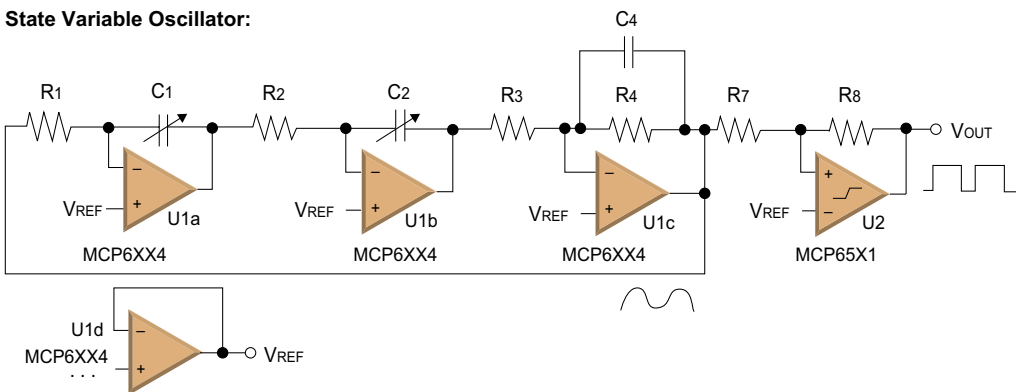 State Variable Oscillator:
C4
R1 C1 R2 C2 R3 R4 R7 R8
VOUT
− − − +
VREF + VREF + VREF + VREF −
U1a U1b U1c U2
MCP6XX4 MCP6XX4 MCP6XX4 MCP65X1
U1d −
VREF
MCP6XX4
. . . +